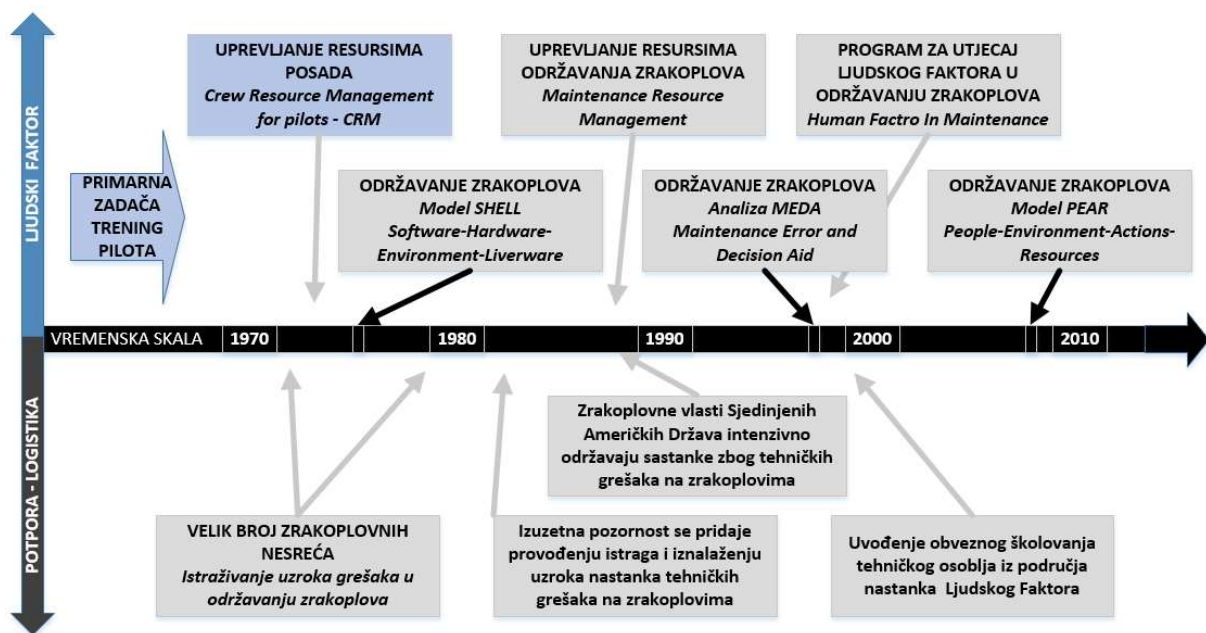 LJUDSKI FAKTOR
POTPORA - LOGISTIKA
UPREVLJANJE RESURSIMA
POSADA
Crew Resource Management
for pilots - CRM
UPREVLJANJE RESURSIMA
ODRŽAVANJA ZRAKOPLOVA
Maintenance Resource
Management
PROGRAM ZA UTJECAJ
LJUDSKOG FAKTORA U
ODRŽAVANJU ZRAKOPLOVA
Human Factro In Maintenance
PRIMARNA
ZADAČA
TRENING
PILOTA
ODRŽAVANJE ZRAKOPLOVA
Model SHELL
Software-Hardware-
Environment-Liverware
ODRŽAVANJE ZRAKOPLOVA
Analiza MEDA
Maintenance Error and
Decision Aid
ODRŽAVANJE ZRAKOPLOVA
Model PEAR
People-Environment-Actions-
Resources
VREMENSKA SKALA 1970 1980 1990 2000 2010
Zrakoplovne vlasti Sjedinjenih
Američkih Država intenzivno
održavaju sastanke zbog tehničkih
grešaka na zrakoplovima
VELIK BROJ ZRAKOPLOVNIH
NESREĆA
Istraživanje uzroka grešaka u
održavanju zrakoplova
Izuzetna pozornost se pridaje
provođenju istraga i iznalaženju
uzroka nastanka tehničkih
grešaka na zrakoplovima
Uvođenje obveznog školovanja
tehničkog osoblja iz područja
nastanka Ljudskog Faktora